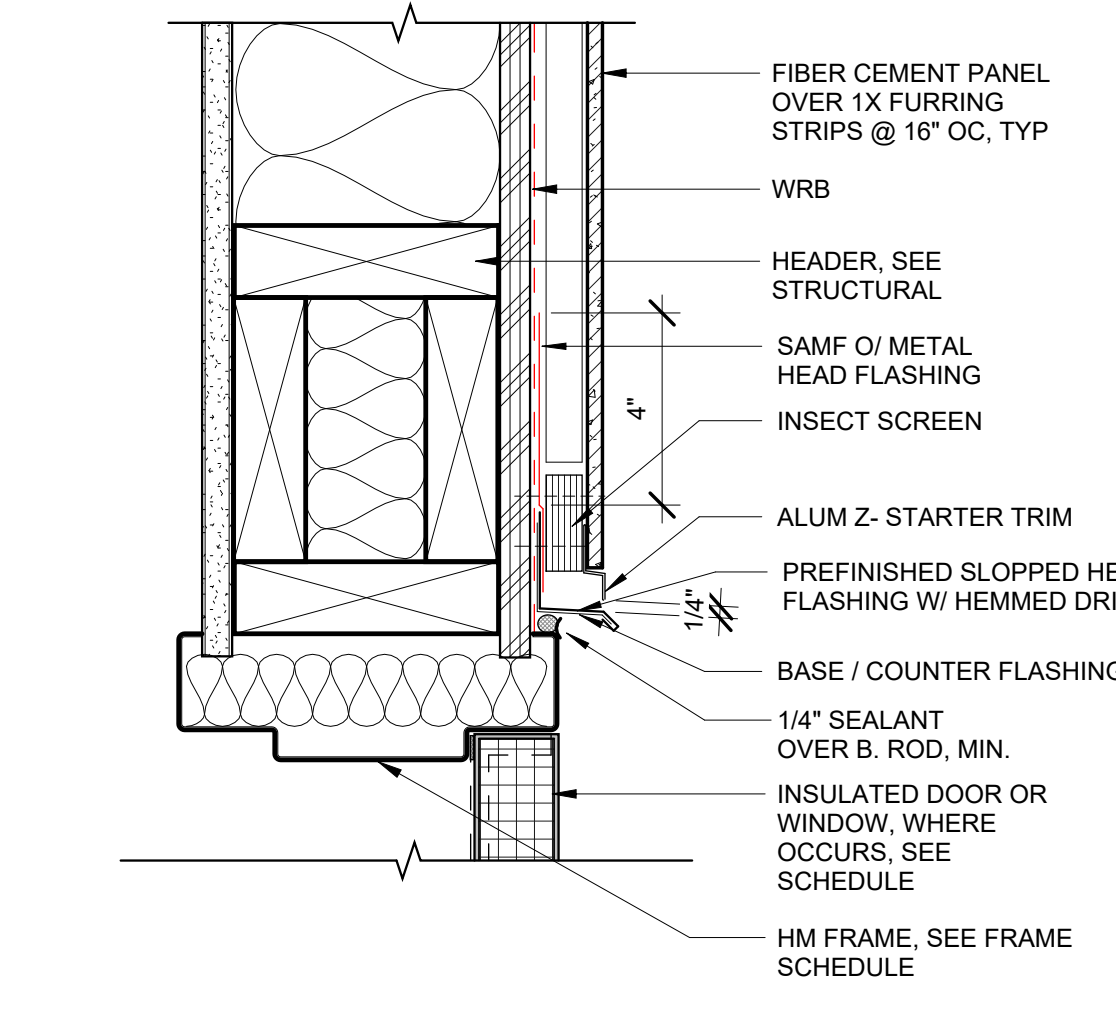 FIBER CEMENT PANEL
OVER 1X FURRING
STRIPS @ 16" OC, TYP
WRB
HEADER, SEE
STRUCTURAL
SAMF O/ METAL
HEAD FLASHING
4"
INSECT SCREEN
ALUM Z- STARTER TRIM
PREFINISHED SLOPPED HE
FLASHING W/ HEMMED DRI
1/4"
BASE / COUNTER FLASHING
1/4" SEALANT
OVER B. ROD, MIN.
INSULATED DOOR OR
WINDOW, WHERE
OCCURS, SEE
SCHEDULE
HM FRAME, SEE FRAME
SCHEDULE